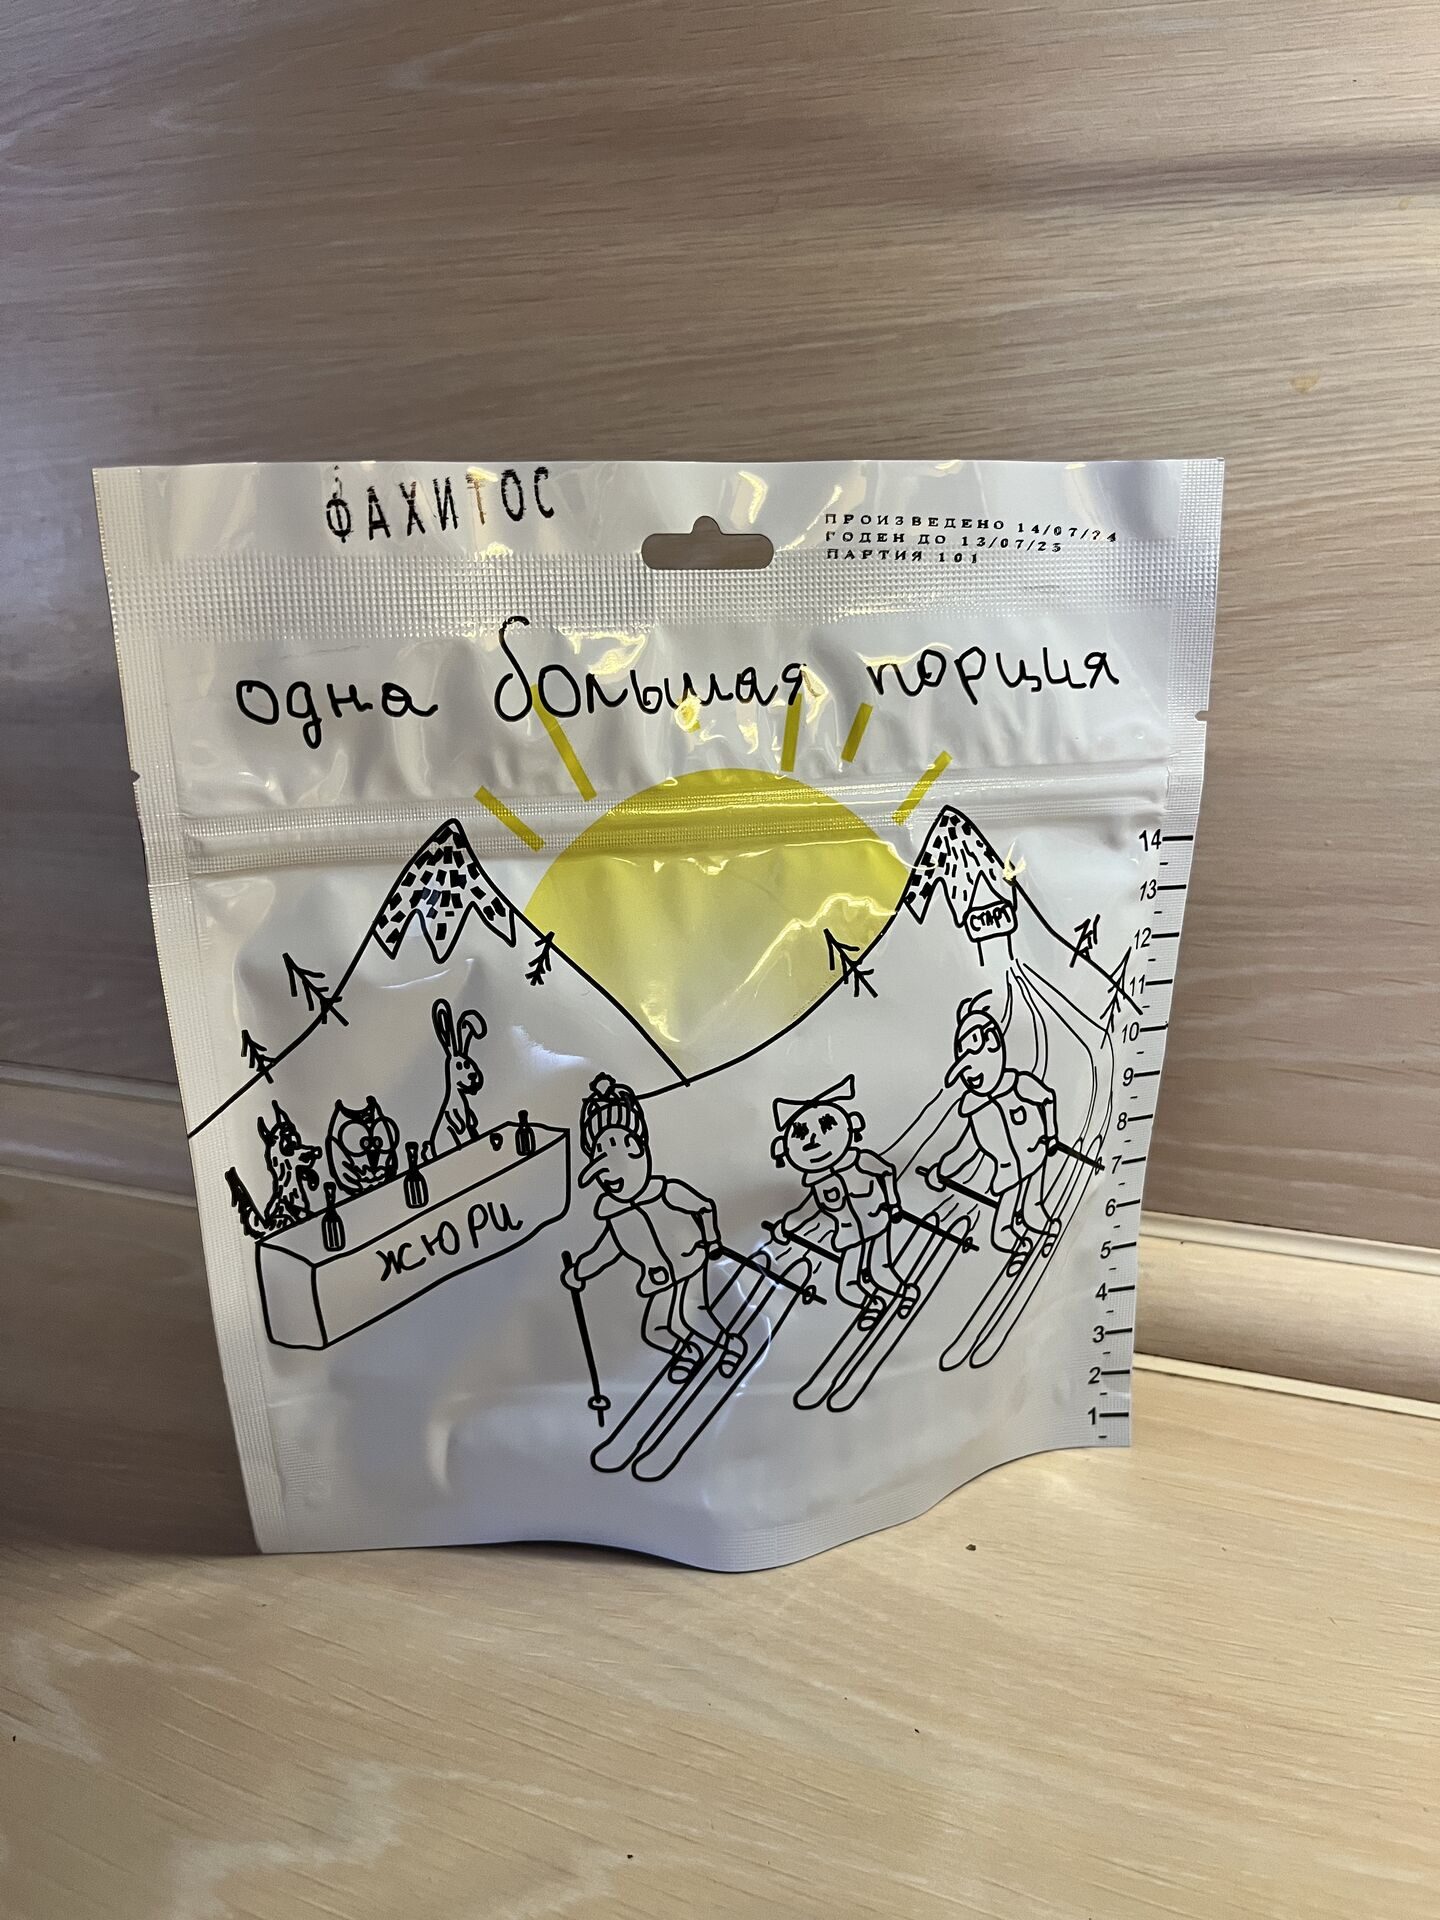 ФАХИТОС
ПРОИЗВЕДЕНО 14/07/24
ГОДЕН ДО 13/07/25
ПАРТИЯ 101
одна большая порция
СТАРТ
ЖЮРИ
14
13
12
11
10
9
8
7
6
5
4
3
2
1